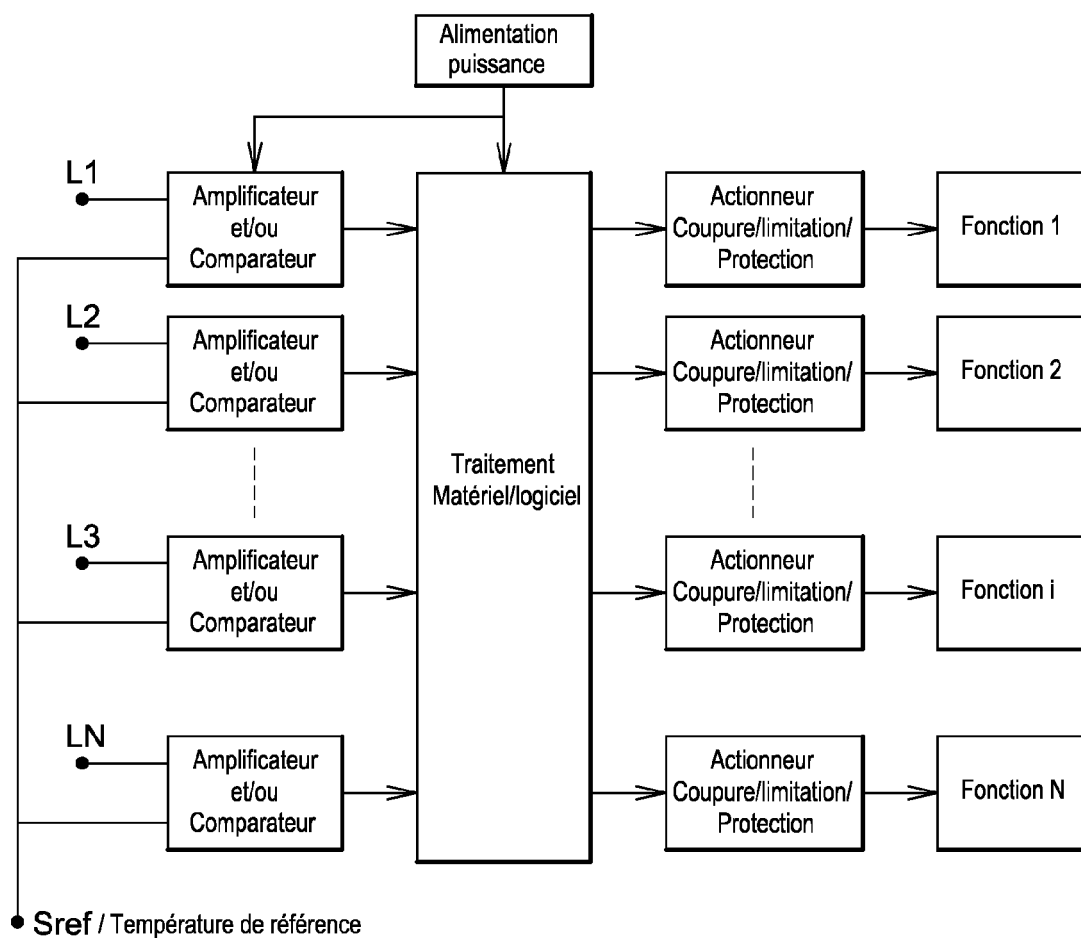 Alimentation
puissance
L1
Amplificateur
et/ou
Comparateur
Actionneur
Coupure/limitation/
Protection
Fonction 1
L2
Amplificateur
et/ou
Comparateur
Actionneur
Coupure/limitation/
Protection
Fonction 2
Traitement
Matériel/logiciel
L3
Amplificateur
et/ou
Comparateur
Actionneur
Coupure/limitation/
Protection
Fonction i
LN
Amplificateur
et/ou
Comparateur
Actionneur
Coupure/limitation/
Protection
Fonction N
Sref / Température de référence